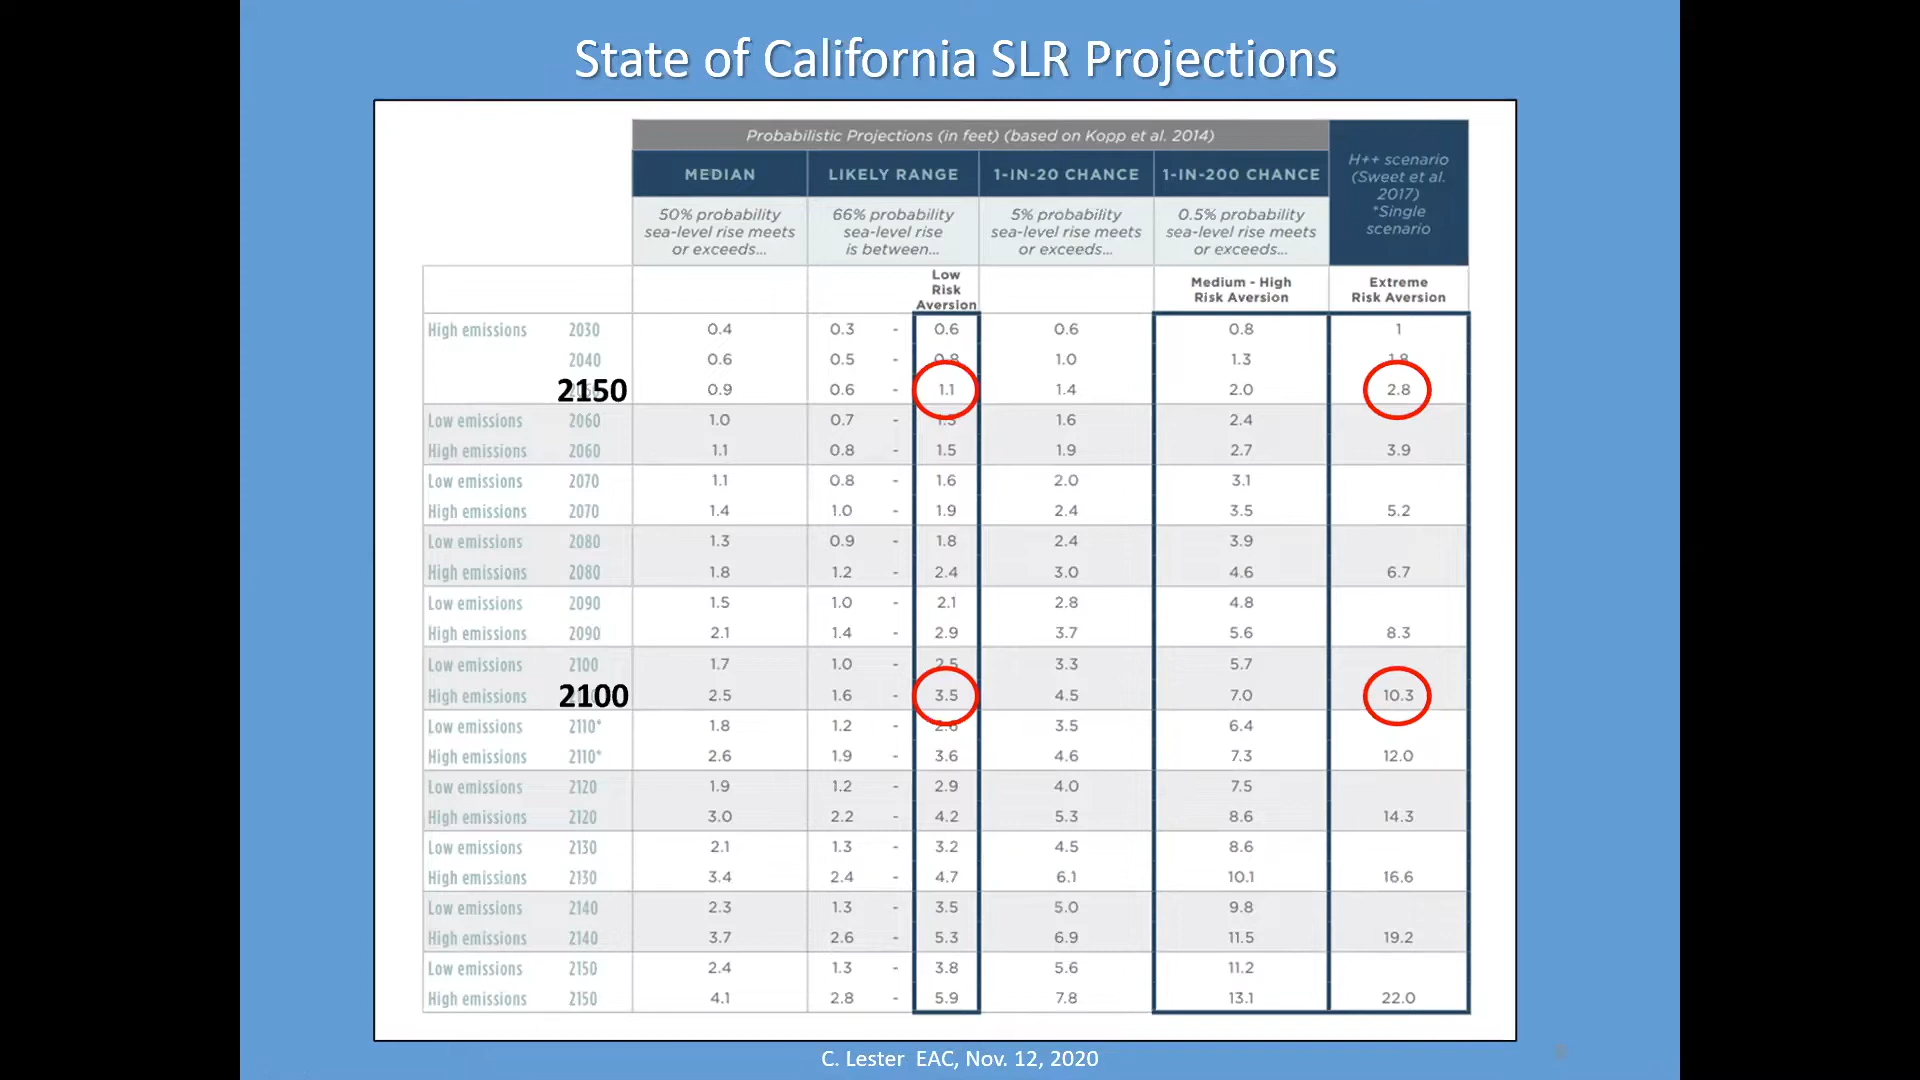 State of California SLR Projections
Probabilistic Projections (in feet) (based on Kopp et al. 2014)
H++ scenario
(Sweet et al.
2017)
*Single
scenario
MEDIAN LIKELY RANGE 1-IN-20 CHANCE 1-IN-200 CHANCE
50% probability
sea-level rise meets
or exceeds...
66% probability
sea-level rise
is between...
5% probability
sea-level rise meets
or exceeds...
0.5% probability
sea-level rise meets
or exceeds...
Low
Risk
Aversion
Medium - High
Risk Aversion
Extreme
Risk Aversion
High emissions 2030 0.4 0.3 - 0.6 0.6 0.8 1
2040 0.6 0.5 - 0.8 1.0 1.3 1.8
2150 0.9 0.6 - 1.1 1.4 2.0 2.8
Low emissions 2060 1.0 0.7 - 1.3 1.6 2.4
High emissions 2060 1.1 0.8 - 1.5 1.9 2.7 3.9
Low emissions 2070 1.1 0.8 - 1.6 2.0 3.1
High emissions 2070 1.4 1.0 - 1.9 2.4 3.5 5.2
Low emissions 2080 1.3 0.9 - 1.8 2.4 3.9
High emissions 2080 1.8 1.2 - 2.4 3.0 4.6 6.7
Low emissions 2090 1.5 1.0 - 2.1 2.8 4.8
High emissions 2090 2.1 1.4 - 2.9 3.7 5.6 8.3
Low emissions 2100 1.7 1.0 - 2.5 3.3 5.7
High emissions 2100 2.5 1.6 - 3.5 4.5 7.0 10.3
Low emissions 2110* 1.8 1.2 - 2.6 3.5 6.4
High emissions 2110* 2.6 1.9 - 3.6 4.6 7.3 12.0
Low emissions 2120 1.9 1.2 - 2.9 4.0 7.5
High emissions 2120 3.0 2.2 - 4.2 5.3 8.6 14.3
Low emissions 2130 2.1 1.3 - 3.2 4.5 8.6
High emissions 2130 3.4 2.4 - 4.7 6.1 10.1 16.6
Low emissions 2140 2.3 1.3 - 3.5 5.0 9.8
High emissions 2140 3.7 2.6 - 5.3 6.9 11.5 19.2
Low emissions 2150 2.4 1.3 - 3.8 5.6 11.2
High emissions 2150 4.1 2.8 - 5.9 7.8 13.1 22.0
C. Lester EAC, Nov. 12, 2020